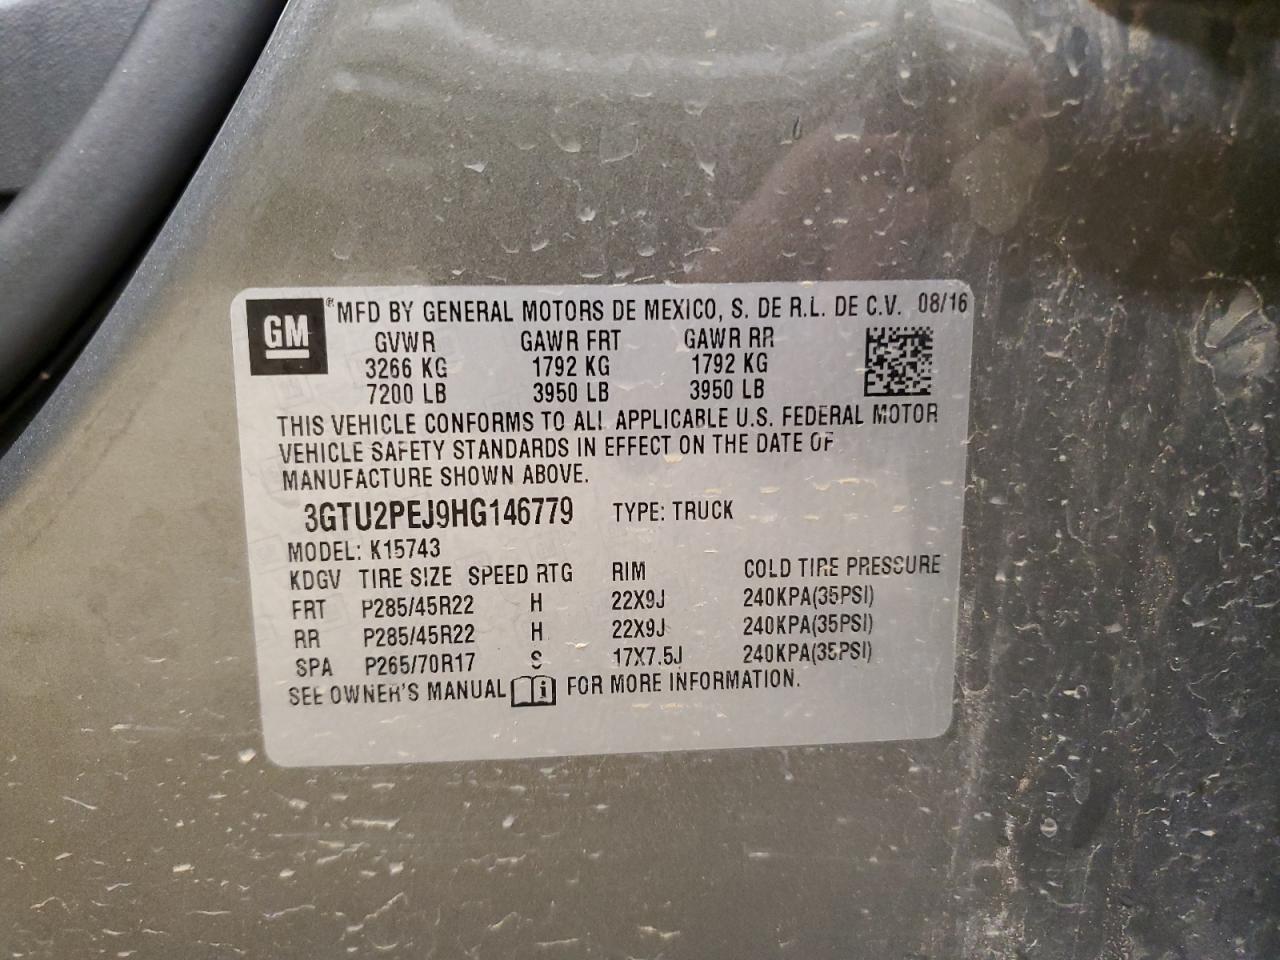 GM ® MFD BY GENERAL MOTORS DE MEXICO, S. DE R.L. DE C.V. 08/16
GVWR GAWR FRT GAWR RR
3266 KG 1792 KG 1792 KG
7200 LB 3950 LB 3950 LB
THIS VEHICLE CONFORMS TO ALL APPLICABLE U.S. FEDERAL MOTOR
VEHICLE SAFETY STANDARDS IN EFFECT ON THE DATE OF
MANUFACTURE SHOWN ABOVE.
3GTU2PEJ9HG146779 TYPE: TRUCK
MODEL: K15743
KDGV TIRE SIZE SPEED RTG RIM COLD TIRE PRESSURE
FRT P285/45R22 H 22X9J 240KPA(35PSI)
RR P285/45R22 H 22X9J 240KPA(35PSI)
SPA P265/70R17 S 17X7.5J 240KPA(35PSI)
SEE OWNER'S MANUAL FOR MORE INFORMATION.